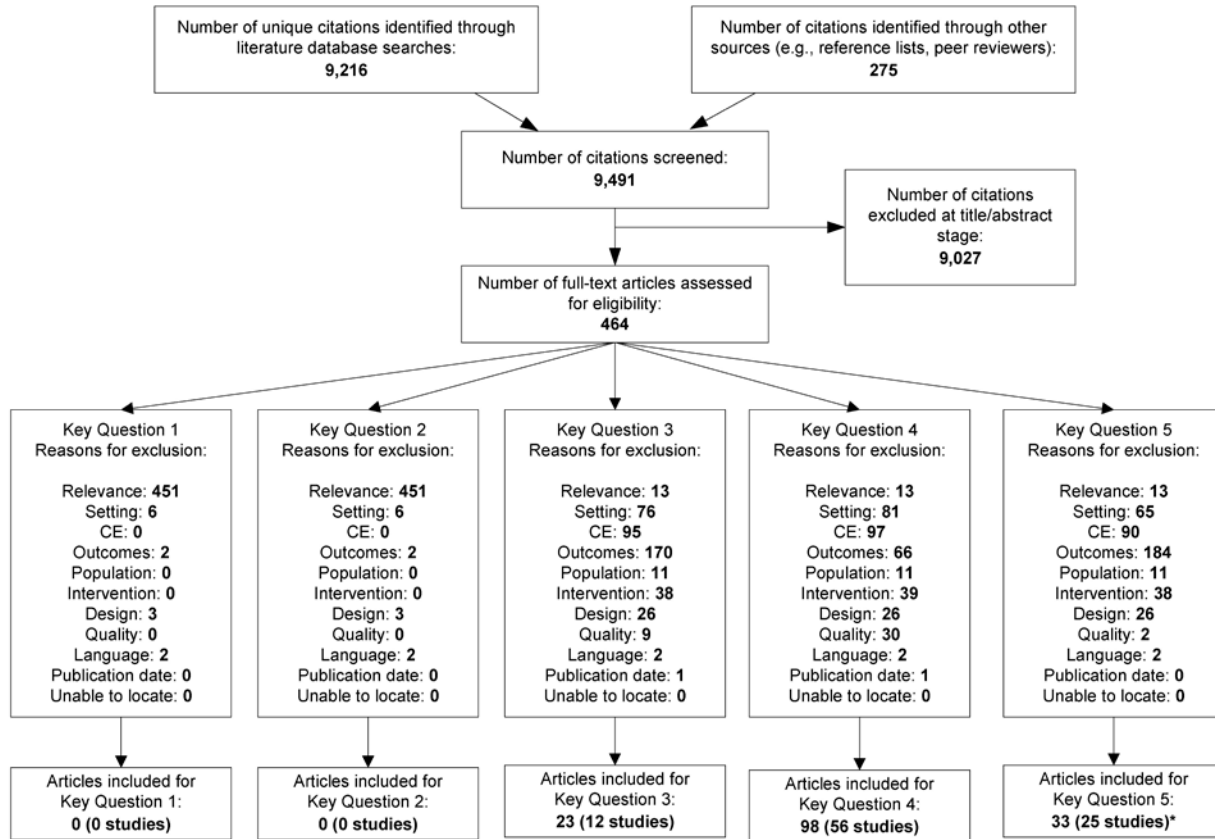 Number of unique citations identified through
literature database searches:
9,216
Number of citations identified through other
sources (e.g., reference lists, peer reviewers):
275
Number of citations screened:
9,491
Number of citations
excluded at title/abstract
stage:
9,027
Number of full-text articles assessed
for eligibility:
464
Key Question 1
Reasons for exclusion:
Relevance: 451
Setting: 6
CE: 0
Outcomes: 2
Population: 0
Intervention: 0
Design: 3
Quality: 0
Language: 2
Publication date: 0
Unable to locate: 0
Key Question 2
Reasons for exclusion:
Relevance: 451
Setting: 6
CE: 0
Outcomes: 2
Population: 0
Intervention: 0
Design: 3
Quality: 0
Language: 2
Publication date: 0
Unable to locate: 0
Key Question 3
Reasons for exclusion:
Relevance: 13
Setting: 76
CE: 95
Outcomes: 170
Population: 11
Intervention: 38
Design: 26
Quality: 9
Language: 2
Publication date: 1
Unable to locate: 0
Key Question 4
Reasons for exclusion:
Relevance: 13
Setting: 81
CE: 97
Outcomes: 66
Population: 11
Intervention: 39
Design: 26
Quality: 30
Language: 2
Publication date: 1
Unable to locate: 0
Key Question 5
Reasons for exclusion:
Relevance: 13
Setting: 65
CE: 90
Outcomes: 184
Population: 11
Intervention: 38
Design: 26
Quality: 2
Language: 2
Publication date: 0
Unable to locate: 0
Articles included for
Key Question 1:
0 (0 studies)
Articles included for
Key Question 2:
0 (0 studies)
Articles included for
Key Question 3:
23 (12 studies)
Articles included for
Key Question 4:
98 (56 studies)
Articles included for
Key Question 5:
33 (25 studies)*